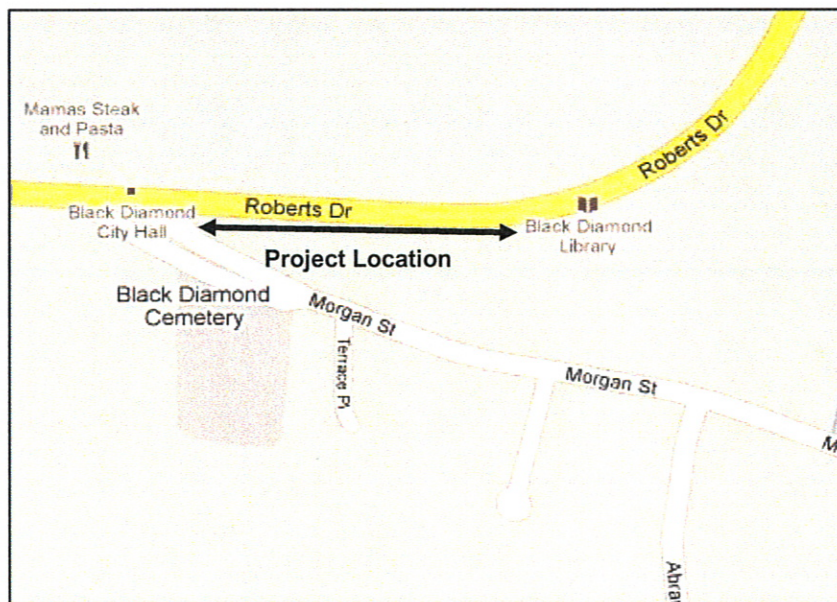 Mamas Steak
and Pasta
Roberts Dr
Roberts Dr
Black Diamond
City Hall
Black Diamond
Library
Project Location
Black Diamond
Cemetery
Morgan St
Terrace Pl
Morgan St